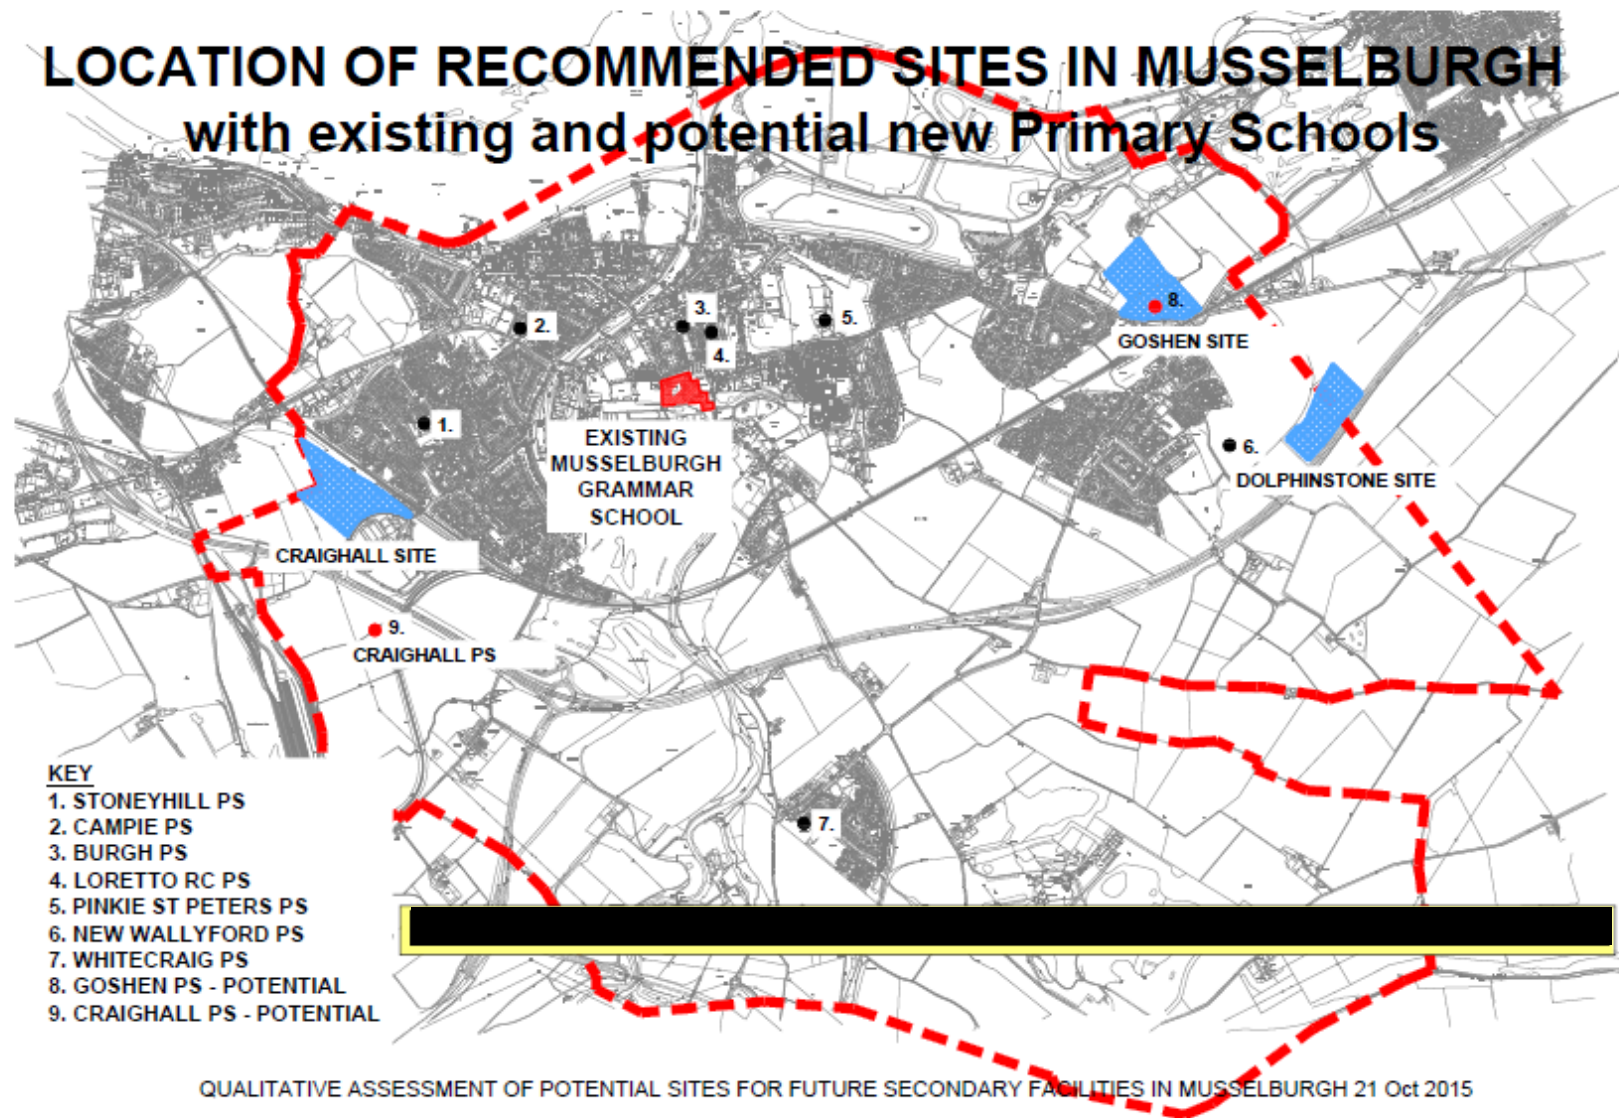 LOCATION OF RECOMMENDED SITES IN MUSSELBURGH
with existing and potential new Primary Schools
8.
GOSHEN SITE
2.
3.
4.
5.
1.
EXISTING
MUSSELBURGH
GRAMMAR
SCHOOL
6.
DOLPHINSTONE SITE
CRAIGHALL SITE
9.
CRAIGHALL PS
7.
KEY
1. STONEYHILL PS
2. CAMPIE PS
3. BURGH PS
4. LORETTO RC PS
5. PINKIE ST PETERS PS
6. NEW WALLYFORD PS
7. WHITECRAIG PS
8. GOSHEN PS - POTENTIAL
9. CRAIGHALL PS - POTENTIAL
QUALITATIVE ASSESSMENT OF POTENTIAL SITES FOR FUTURE SECONDARY FACILITIES IN MUSSELBURGH 21 Oct 2015